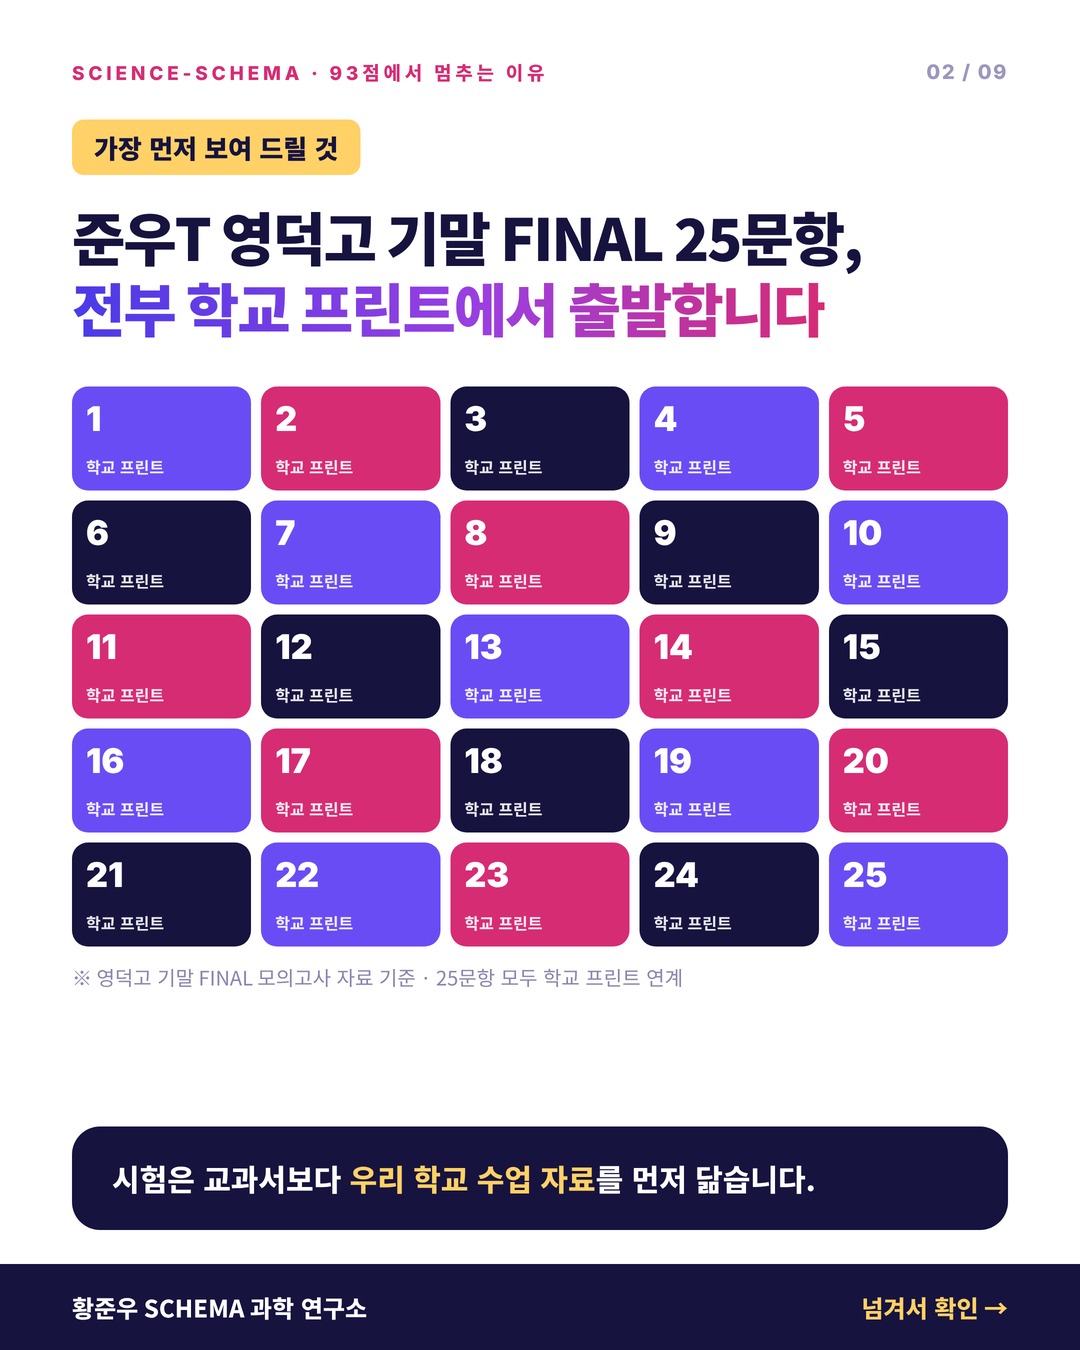 SCIENCE-SCHEMA · 93점에서 멈추는 이유
02 / 09
가장 먼저 보여 드릴 것
준우T 영덕고 기말 FINAL 25문항,
전부 학교 프린트에서 출발합니다
1
학교 프린트
2
학교 프린트
3
학교 프린트
4
학교 프린트
5
학교 프린트
6
학교 프린트
7
학교 프린트
8
학교 프린트
9
학교 프린트
10
학교 프린트
11
학교 프린트
12
학교 프린트
13
학교 프린트
14
학교 프린트
15
학교 프린트
16
학교 프린트
17
학교 프린트
18
학교 프린트
19
학교 프린트
20
학교 프린트
21
학교 프린트
22
학교 프린트
23
학교 프린트
24
학교 프린트
25
학교 프린트
※ 영덕고 기말 FINAL 모의고사 자료 기준 · 25문항 모두 학교 프린트 연계
시험은 교과서보다 우리 학교 수업 자료를 먼저 닮습니다.
황준우 SCHEMA 과학 연구소
넘겨서 확인 →